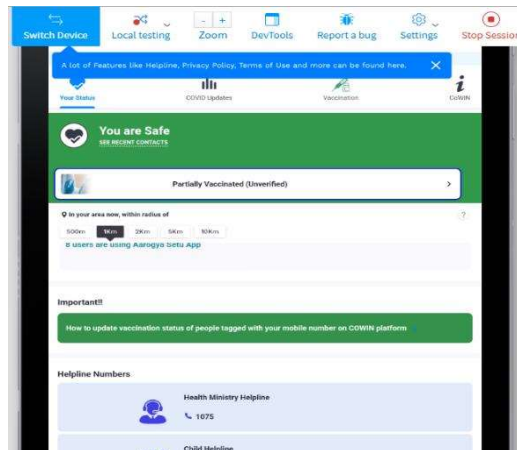 Switch Device
Local testing
- +
Zoom
DevTools
Report a bug
Settings
Stop Session
A lot of Features like Helpline, Privacy Policy, Terms of Use and more can be found here.
Your Status
COVID Updates
Vaccination
CoWIN
You are Safe
SEE RECENT CONTACTS
Partially Vaccinated (Unverified)
In your area now, within radius of
?
500m 1Km 2Km 5Km 10Km
users are using Aarogya Setu App
Important!!
How to update vaccination status of people tagged with your mobile number on COWIN platform
Helpline Numbers
Health Ministry Helpline
1075
Child Helpline